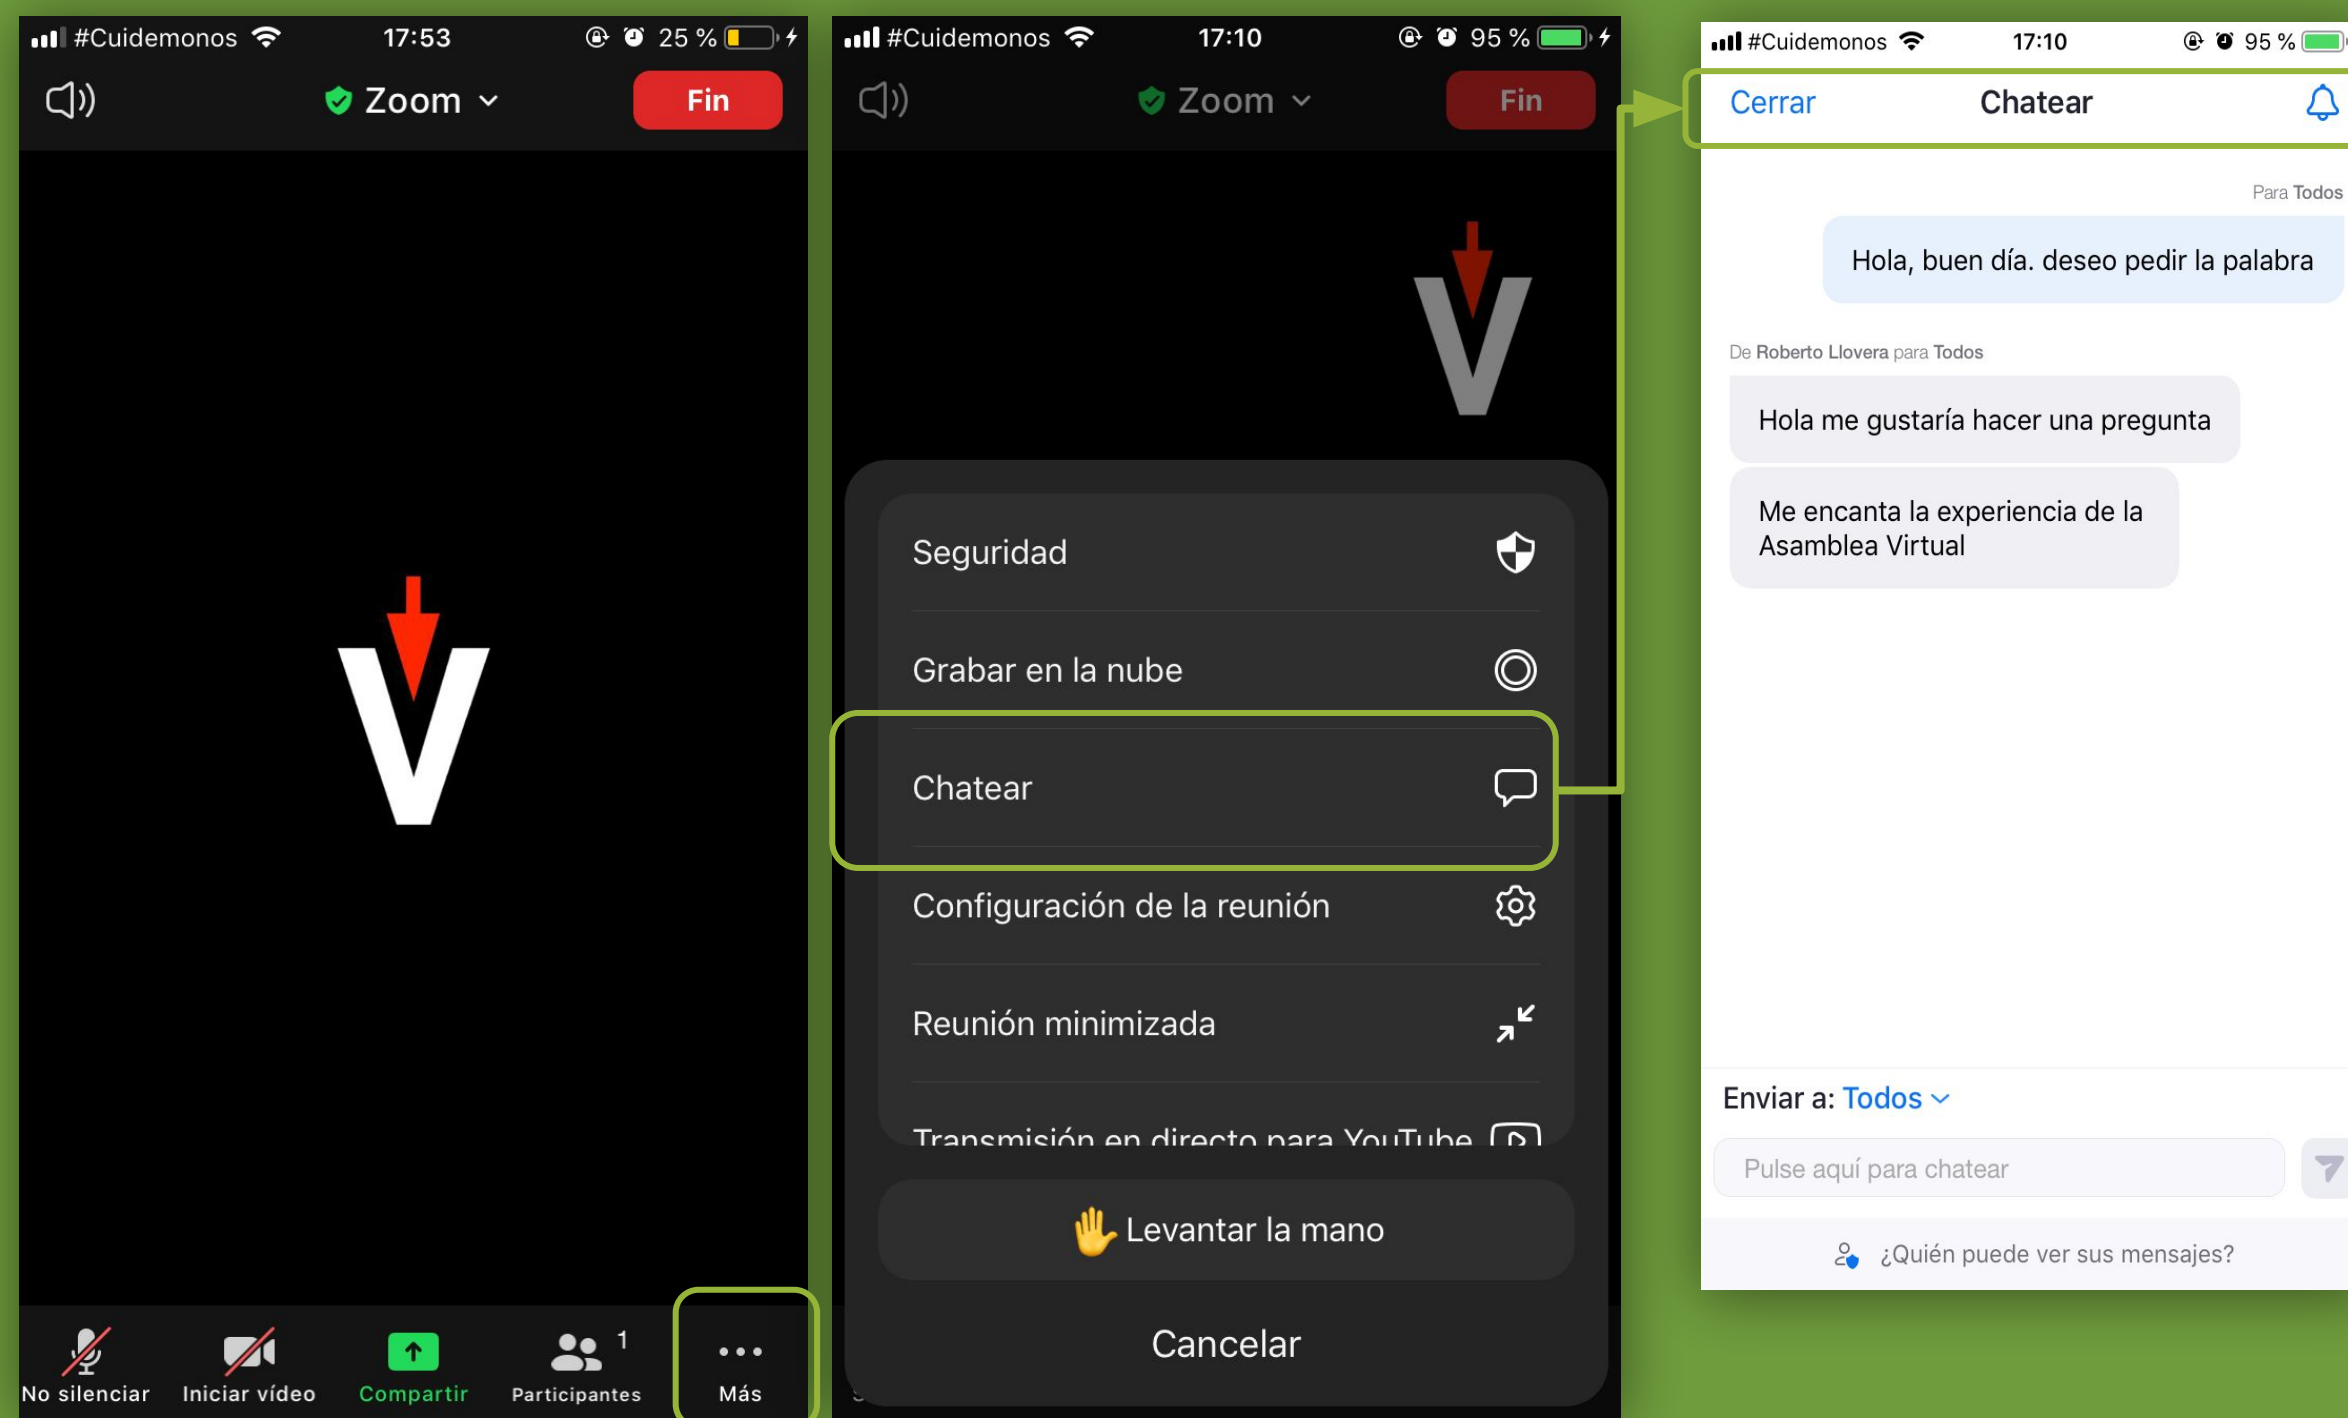 #Cuidemonos 17:53 25 %
Zoom
Fin
V
No silenciar
Iniciar vídeo
Compartir
Participantes
1
Más
#Cuidemonos 17:10 95 %
Zoom
Fin
V
Seguridad
Grabar en la nube
Chatear
Configuración de la reunión
Reunión minimizada
Transmisión en directo para YouTube
Levantar la mano
Cancelar
#Cuidemonos 17:10 95 %
Cerrar
Chatear
Para Todos
Hola, buen día. deseo pedir la palabra
De Roberto Llovera para Todos
Hola me gustaría hacer una pregunta
Me encanta la experiencia de la
Asamblea Virtual
Enviar a: Todos
Pulse aquí para chatear
¿Quién puede ver sus mensajes?